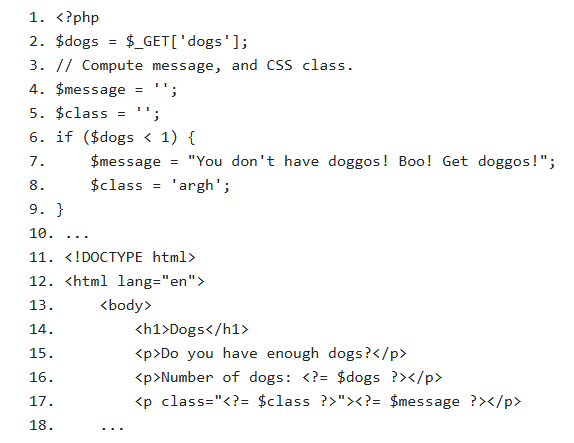 1. <?php
2. $dogs = $_GET['dogs'];
3. // Compute message, and CSS class.
4. $message = '';
5. $class = '';
6. if ($dogs < 1) {
7.     $message = "You don't have doggos! Boo! Get doggos!";
8.     $class = 'argh';
9. }
10. ...
11. <!DOCTYPE html>
12. <html lang="en">
13.     <body>
14.         <h1>Dogs</h1>
15.         <p>Do you have enough dogs?</p>
16.         <p>Number of dogs: <?= $dogs ?></p>
17.         <p class="<?= $class ?>"><?= $message ?></p>
18.     ...